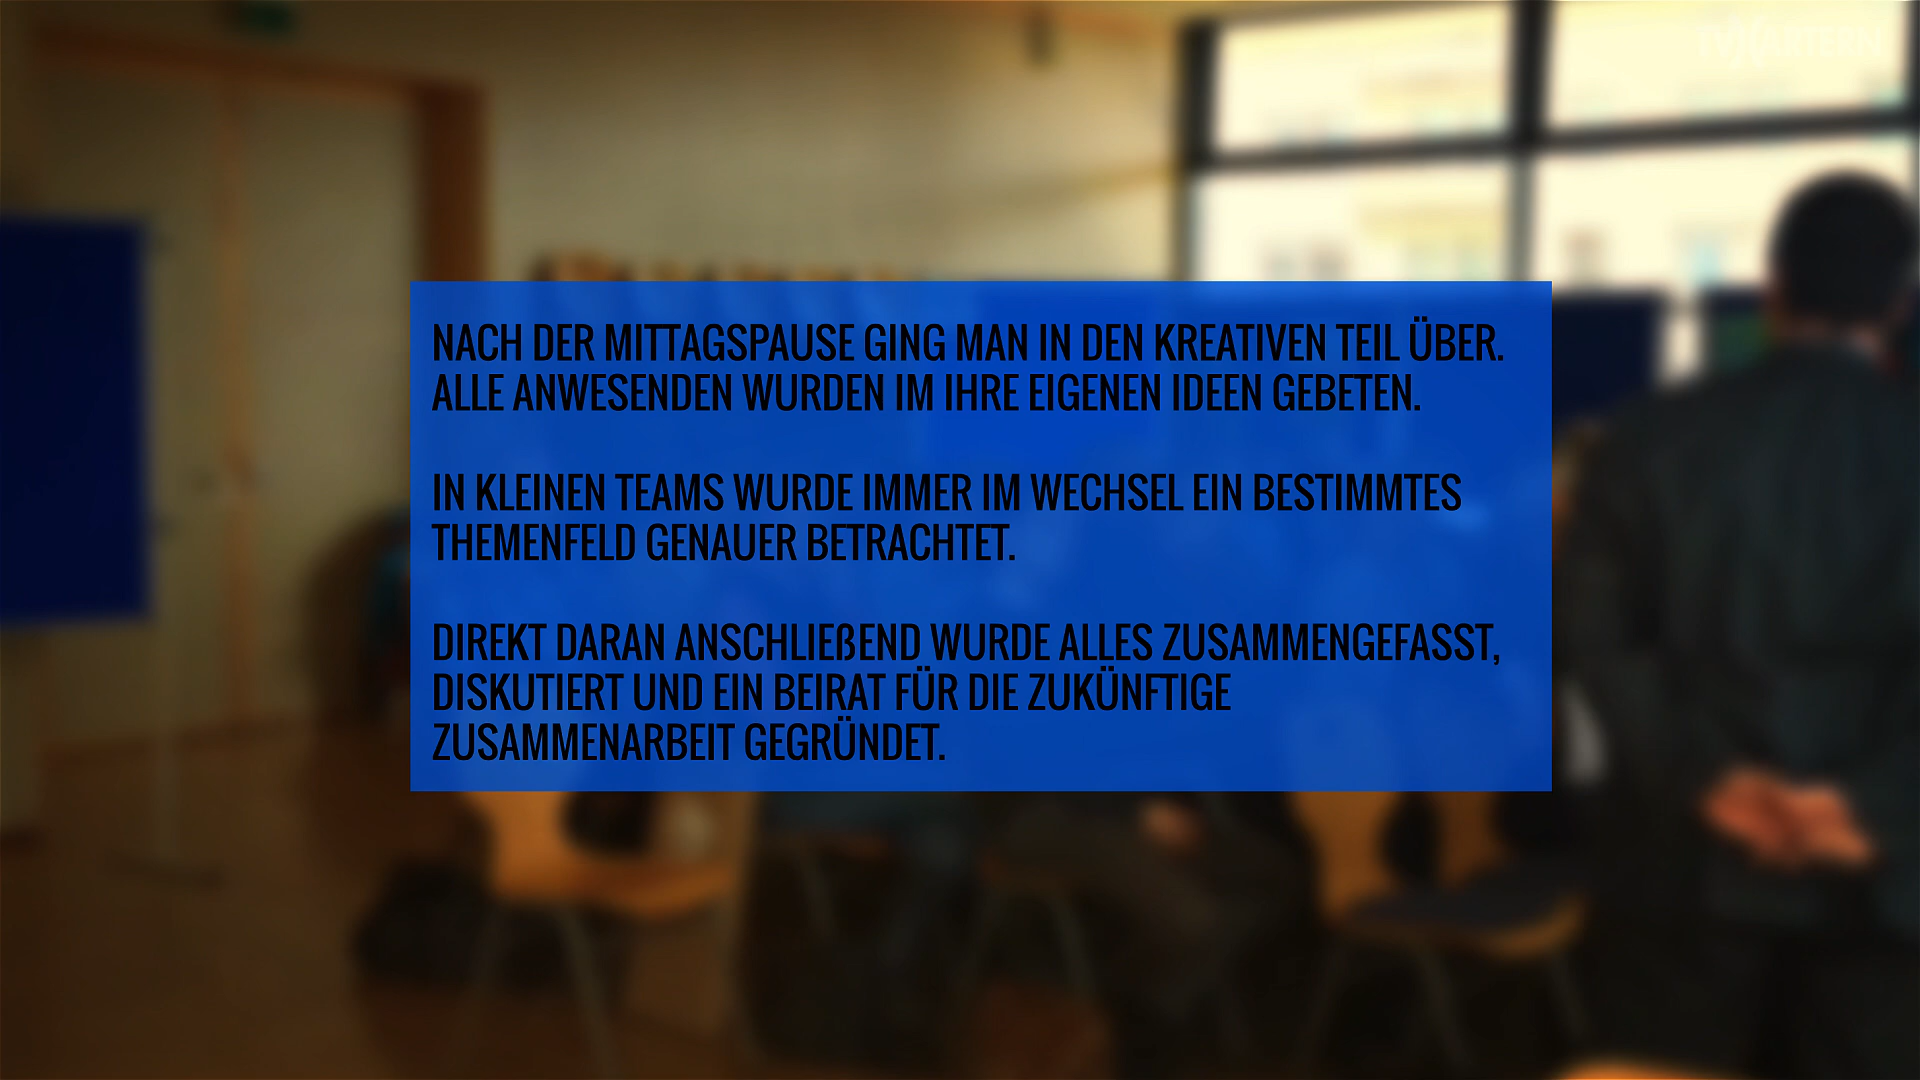 NACH DER MITTAGSPAUSE GING MAN IN DEN KREATIVEN TEIL ÜBER.
ALLE ANWESENDEN WURDEN IM IHRE EIGENEN IDEEN GEBETEN.
IN KLEINEN TEAMS WURDE IMMER IM WECHSEL EIN BESTIMMTES
THEMENFELD GENAUER BETRACHTET.
DIREKT DARAN ANSCHLIEßEND WURDE ALLES ZUSAMMENGEFASST,
DISKUTIERT UND EIN BEIRAT FÜR DIE ZUKÜNFTIGE
ZUSAMMENARBEIT GEGRÜNDET.